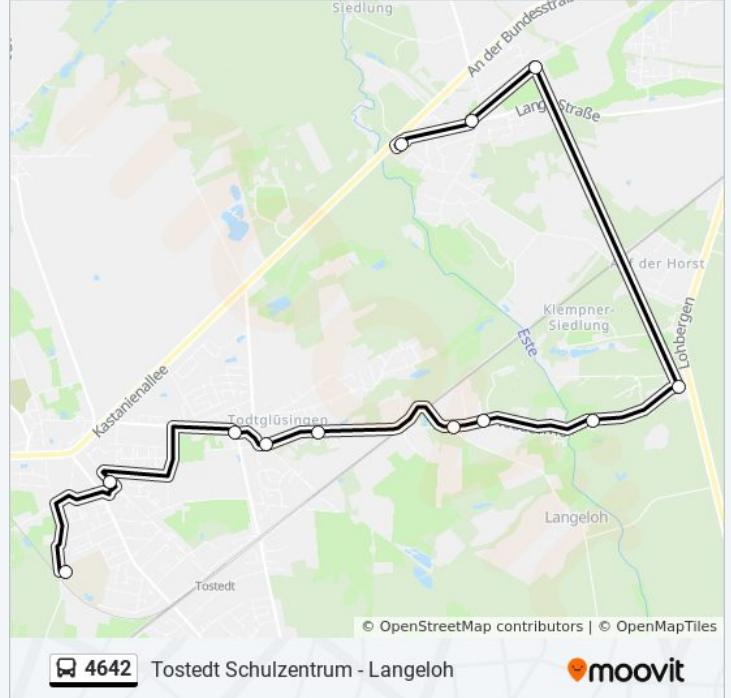 Siedlung
An der Bundesstraß
Lange Straße
Auf der Horst
Klempner-
Siedlung
Lohbergen
Este
Kastanienallee
Todtglüsingen
Langeloh
Tostedt
© OpenStreetMap contributors | © OpenMapTiles
4642 Tostedt Schulzentrum - Langeloh
moovit